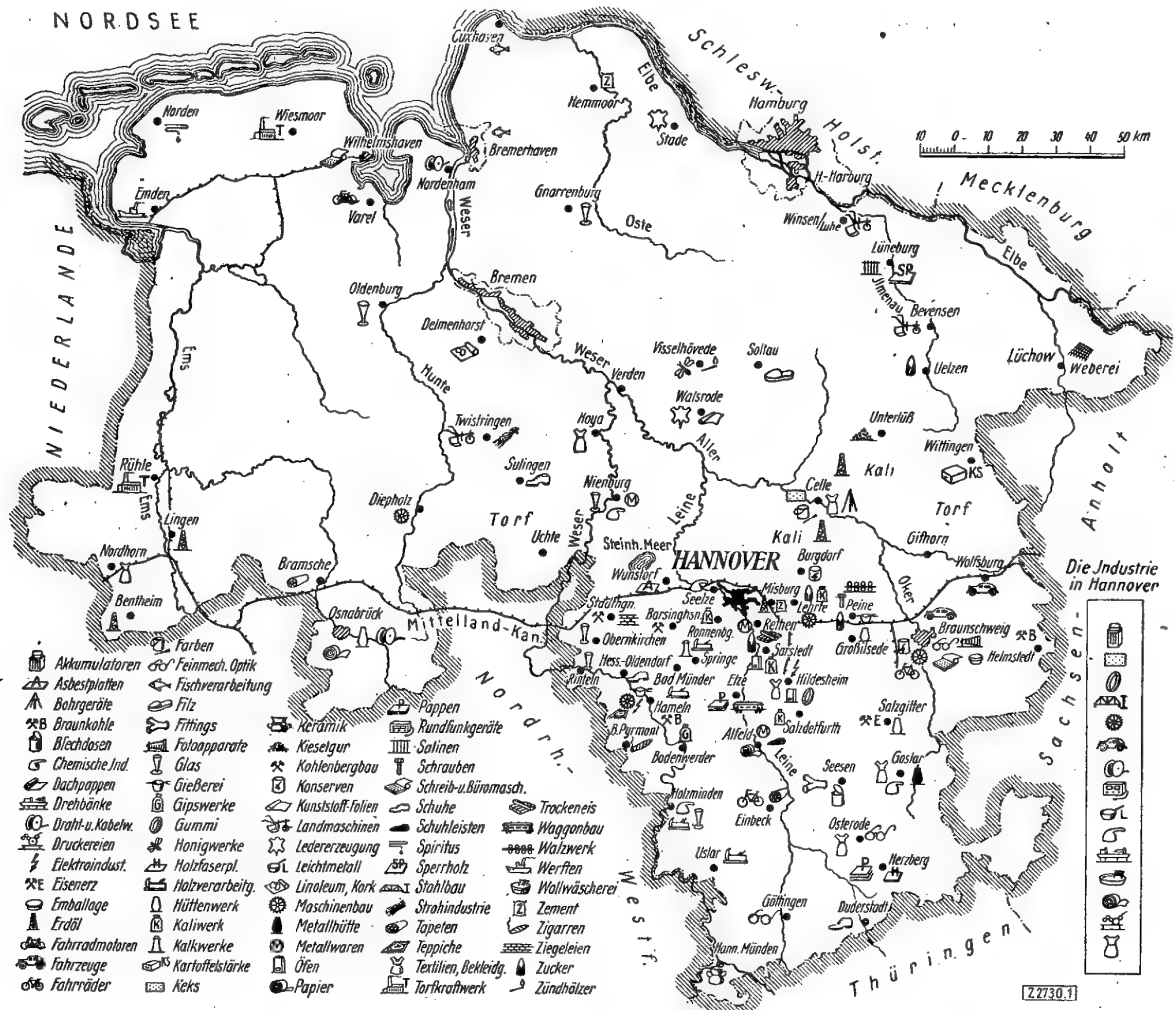 NORDSEE
Cuxhaven
Schlesw-
Holst.
Elbe
Hemmoor
Z
Stade
Hamburg
H.-Harburg
10 0 10 20 30 40 50 km
Mecklenburg
Norden
Wiesmoor
T
Wilhelmshaven
Bremerhaven
Nordenham
Emden
Varel
Weser
Gnarrenburg
Oste
Winsen/Luhe
Lüneburg
SP
Elbe
Ilmenau
Bevensen
NIEDERLANDE
Oldenburg
Bremen
Delmenhorst
Ems
Hunte
Weser
Verden
Visselhövede
Soltau
Uelzen
Lüchow
Weberei
Walsrode
Twistringen
Hoya
Aller
Unterlüß
Wittingen
KS
Kali
Sulingen
Rühle
T
Ems
Nienburg
M
Leine
Celle
Diepholz
Torf
Torf
Anhalt
Lingen
Uchte
Weser
Kali
Gifhorn
Steinh. Meer
HANNOVER
Nordhorn
Bramsche
Wunstorf
Burgdorf
Wolfsburg
Oker
Die Industrie
in Hannover
Bentheim
Seelze
Misburg
Lehrte
Peine
Osnabrück
Mittelland-Kan.
Stadthgn.
Barsinghsn.
Ronnenbg.
Rethen
Braunschweig
B
Helmstedt
Obernkirchen
Großilsede
Sarstedt
Springe
Rinteln
Hess.-Oldendorf
Bad Münder
Elze
Hildesheim
Hameln
B
Salzdetfurth
Salzgitter
E
B. Pyrmont
Bodenwerder
Alfeld
Leine
Seesen
Goslar
Nordrh.-
Westf.
Sachsen-
Holzminden
Einbeck
Osterode
Uslar
Herzberg
Göttingen
Duderstadt
Hann. Münden
Thüringen
Akkumulatoren
Asbestplatten
Bohrgeräte
Braunkohle
Blechdosen
Chemische Ind.
Dachpappen
Drehbänke
Draht-u.Kabelw.
Druckereien
Elektroindust.
Eisenerz
Emballage
Erdöl
Fahrradmotoren
Fahrzeuge
Fahrräder
Farben
Feinmech. Optik
Fischverarbeitung
Filz
Fittings
Fotoapparate
Glas
Gießerei
Gipswerke
Gummi
Honigwerke
Holzfaserpl.
Holzverarbeitg.
Hüttenwerk
Kaliwerk
Kalkwerke
Kartoffelstärke
Keks
Keramik
Kieselgur
Kohlenbergbau
Konserven
Kunststoff-Folien
Landmaschinen
Ledererzeugung
Leichtmetall
Linoleum, Kork
Maschinenbau
Metallhütte
Metallwaren
Öfen
Papier
Pappen
Rundfunkgeräte
Salinen
Schrauben
Schreib-u.Büromasch.
Schuhe
Schuhleisten
Spiritus
Sperrholz
Stahlbau
Strohindustrie
Tapeten
Teppiche
Textilien, Bekleidg.
Torfkraftwerk
Trockeneis
Waggonbau
Walzwerk
Werften
Wollwäscherei
Zement
Zigarren
Ziegeleien
Zucker
Zündhölzer
Z2730.1